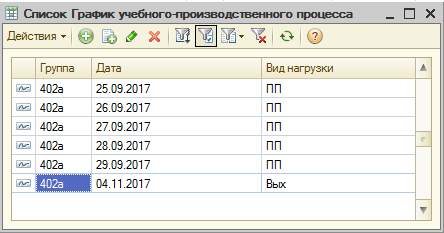 Список График учебного-производственного процесса
Действия
Группа Дата Вид нагрузки
402а 25.09.2017 ПП
402а 26.09.2017 ПП
402а 27.09.2017 ПП
402а 28.09.2017 ПП
402а 29.09.2017 ПП
402а 04.11.2017 Вых